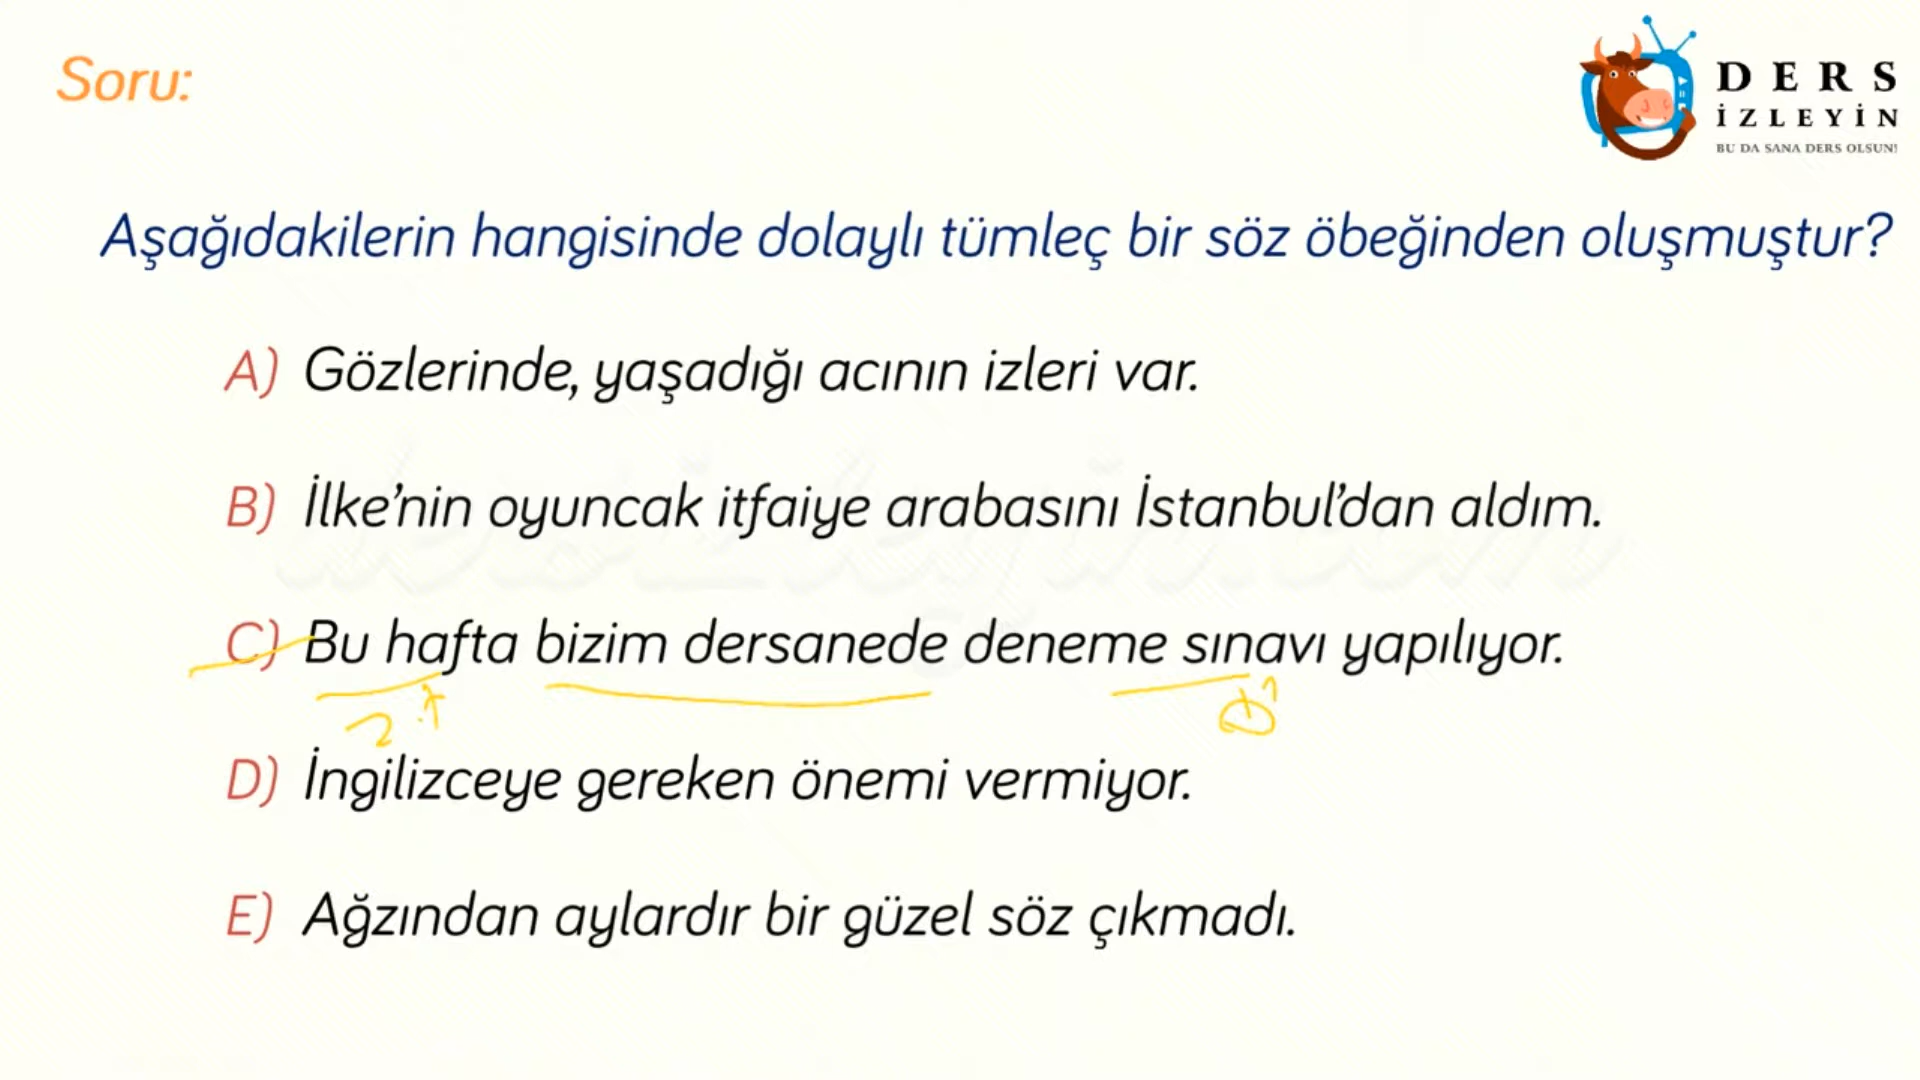 Soru:
DERS
İZLEYİN
BU DA SANA DERS OLSUN!
Aşağıdakilerin hangisinde dolaylı tümleç bir söz öbeğinden oluşmuştur?
A) Gözlerinde, yaşadığı acının izleri var.
B) İlke’nin oyuncak itfaiye arabasını İstanbul’dan aldım.
C) Bu hafta bizim dersanede deneme sınavı yapılıyor.
D) İngilizceye gereken önemi vermiyor.
E) Ağzından aylardır bir güzel söz çıkmadı.